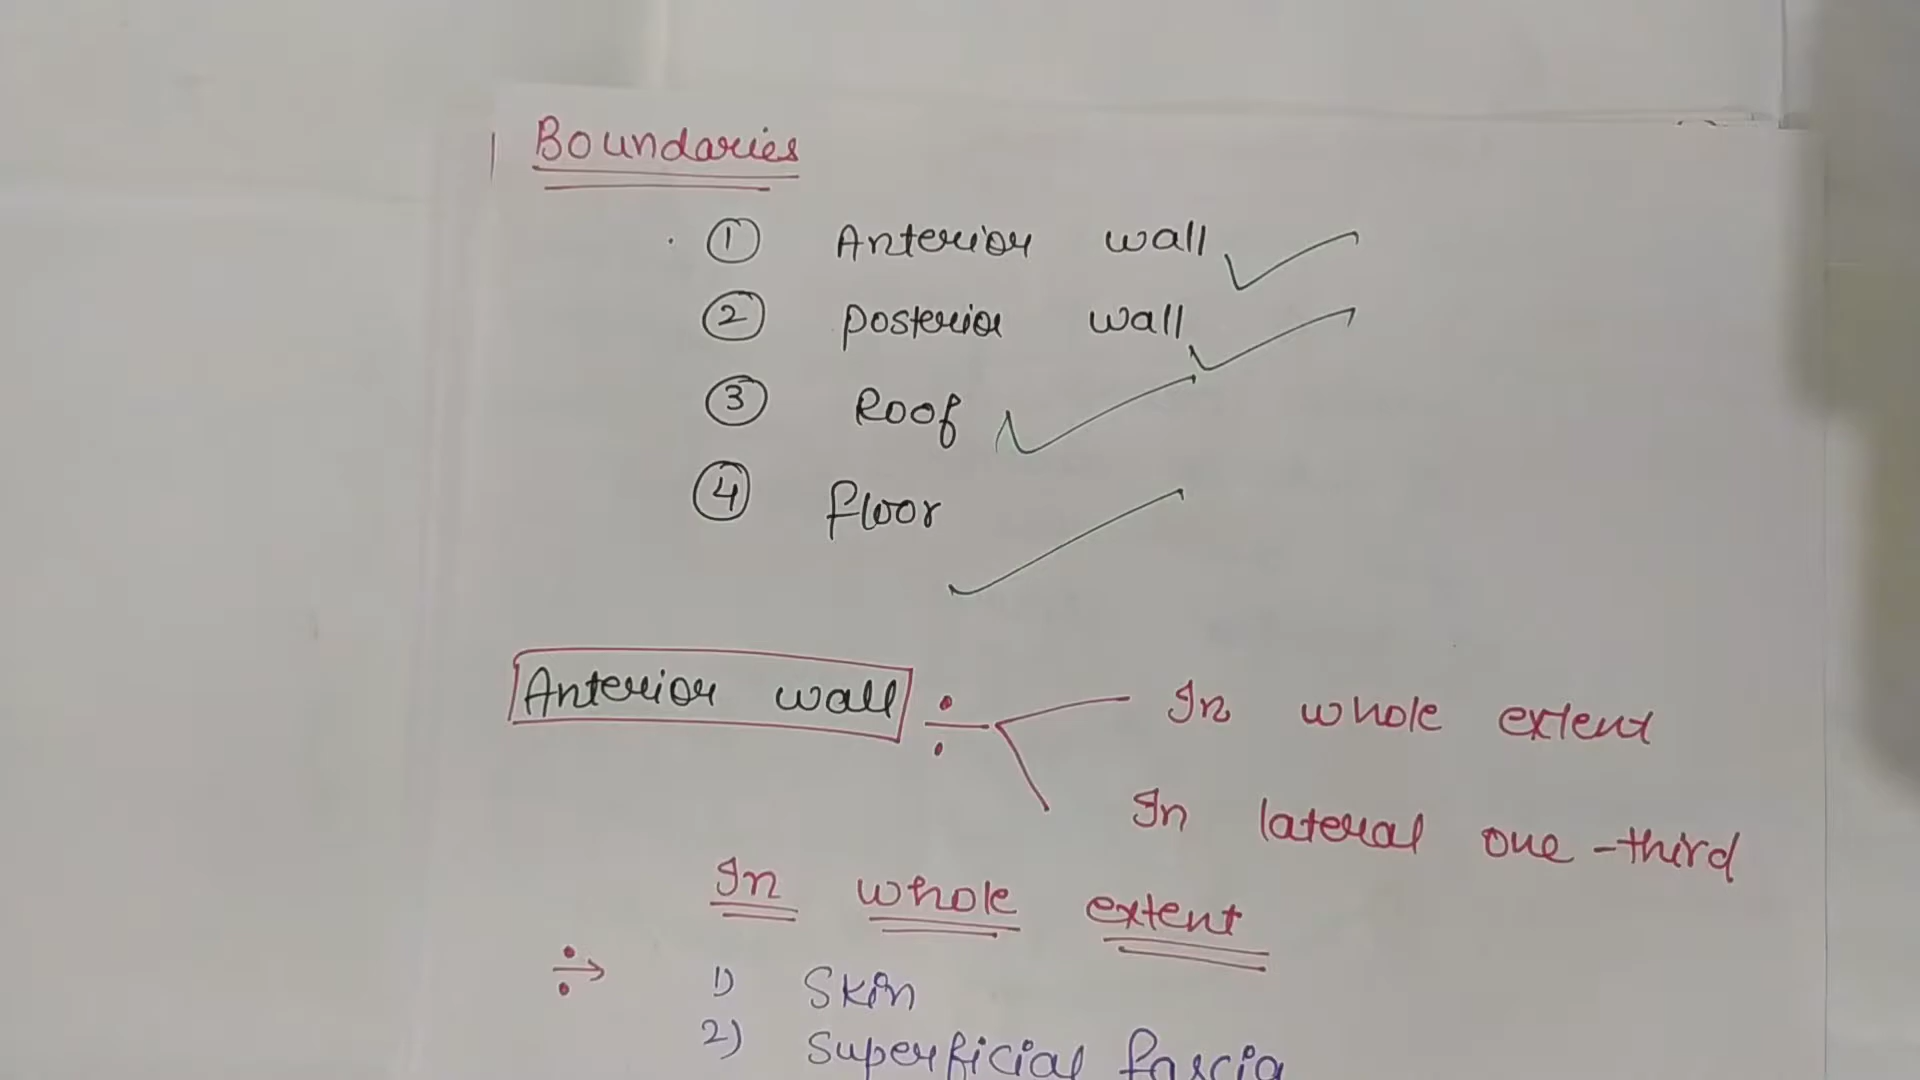 Boundaries
① Anterior wall
② posterior wall
③ Roof
④ floor
Anterior wall ÷ In whole extent
In lateral one-third
In whole extent
1) Skin
2) Superficial fascia